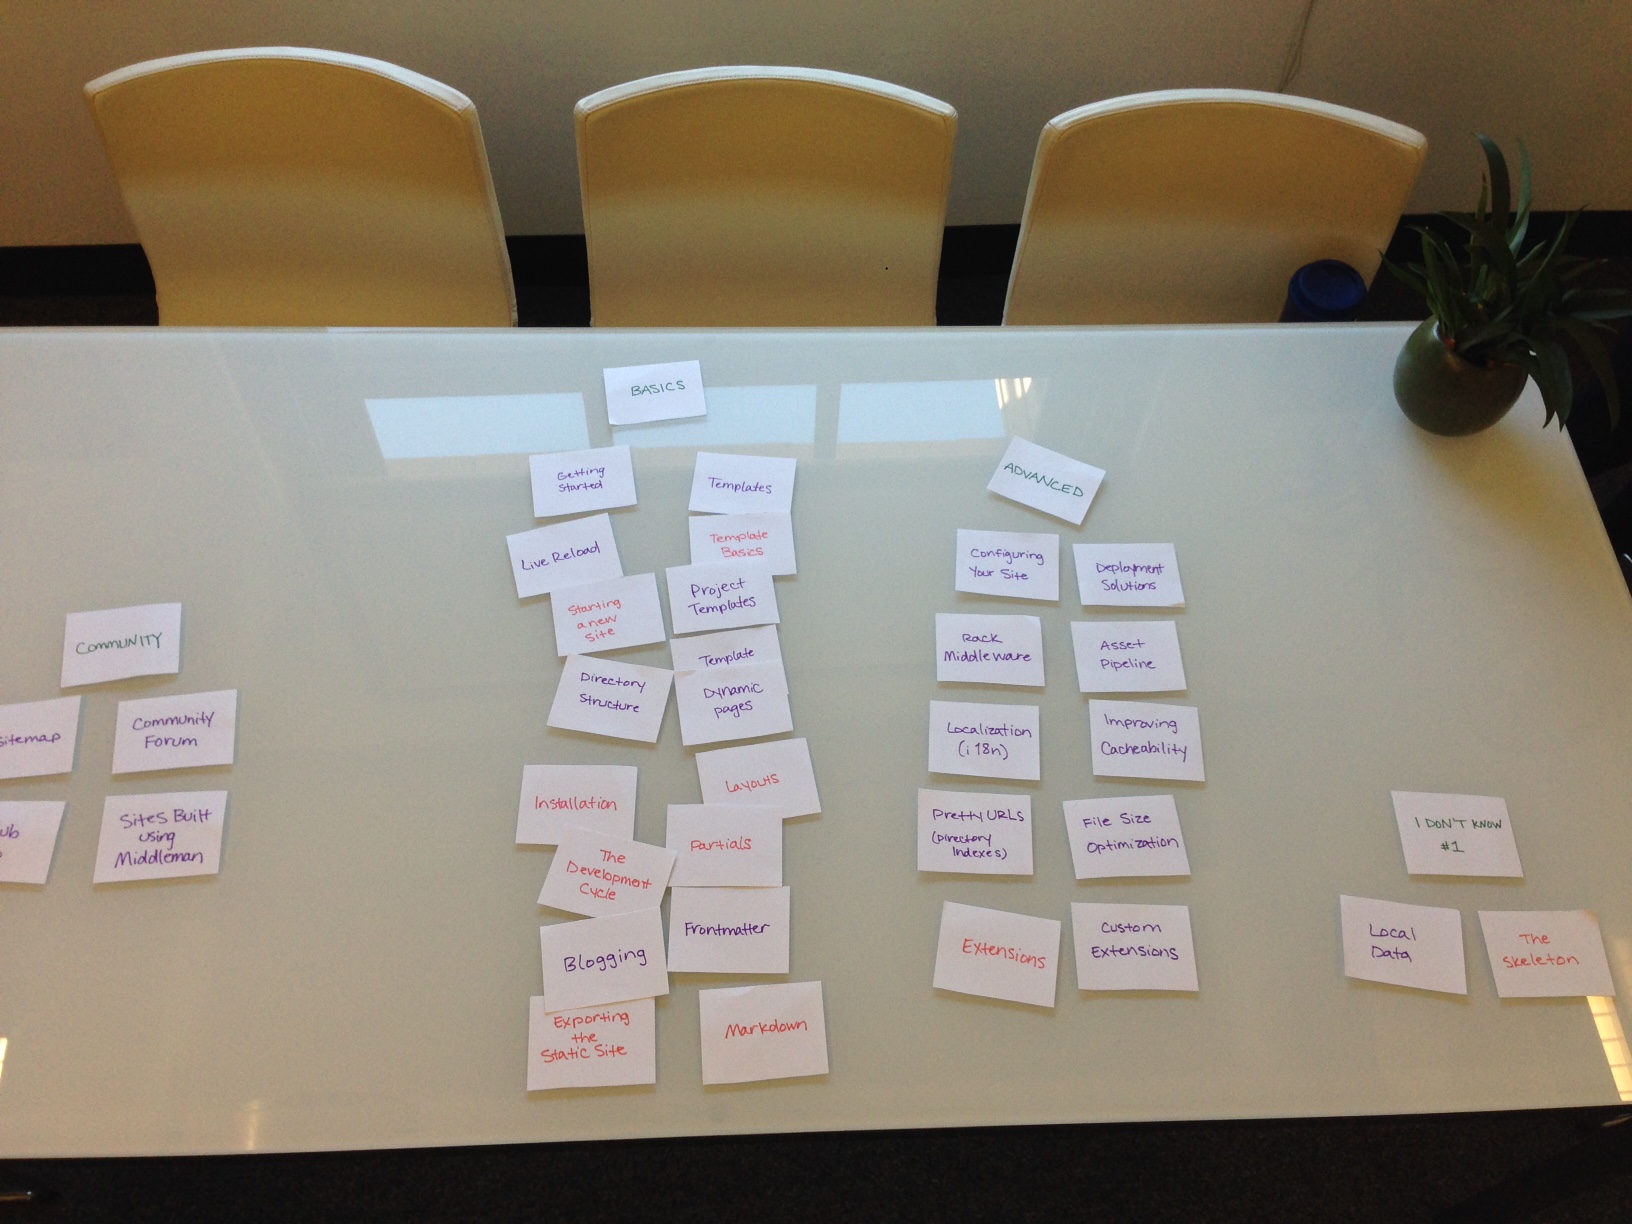 COMMUNITY
Sitemap
Community
Forum
Sites Built
Using
Middleman
BASICS
Getting
Started
Live Reload
Starting
a new
Site
Directory
Structure
Installation
The
Development
Cycle
Blogging
Exporting
the
Static Site
Templates
Template
Basics
Project
Templates
Template
Dynamic
pages
Layouts
Partials
Frontmatter
Markdown
ADVANCED
Configuring
Your Site
Rack
Middleware
Localization
(i18n)
Pretty URLs
(Directory
Indexes)
Extensions
Deployment
Solutions
Asset
Pipeline
Improving
Cacheability
File Size
Optimization
Custom
Extensions
I DON'T KNOW
#1
Local
Data
The
Skeleton